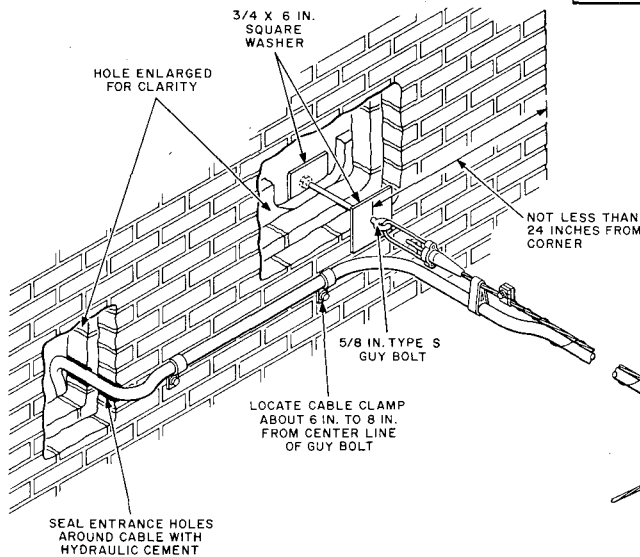 3/4 X 6 IN.
SQUARE
WASHER
HOLE ENLARGED
FOR CLARITY
NOT LESS THAN
24 INCHES FROM
CORNER
5/8 IN. TYPE S
GUY BOLT
LOCATE CABLE CLAMP
ABOUT 6 IN. TO 8 IN.
FROM CENTER LINE
OF GUY BOLT
SEAL ENTRANCE HOLES
AROUND CABLE WITH
HYDRAULIC CEMENT